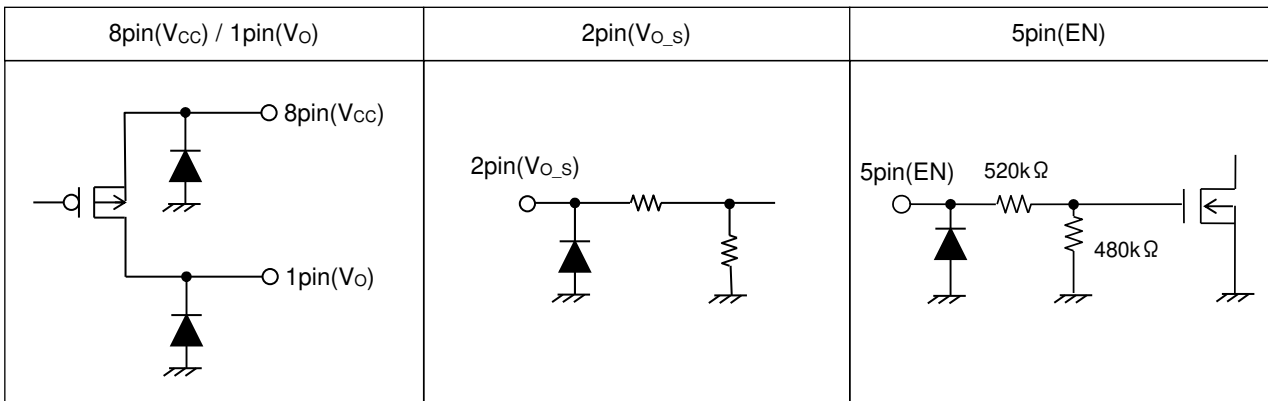 8pin(VCC) / 1pin(VO)
2pin(VO_S)
5pin(EN)
8pin(VCC)
1pin(VO)
2pin(VO_S)
5pin(EN)
520kΩ
480kΩ